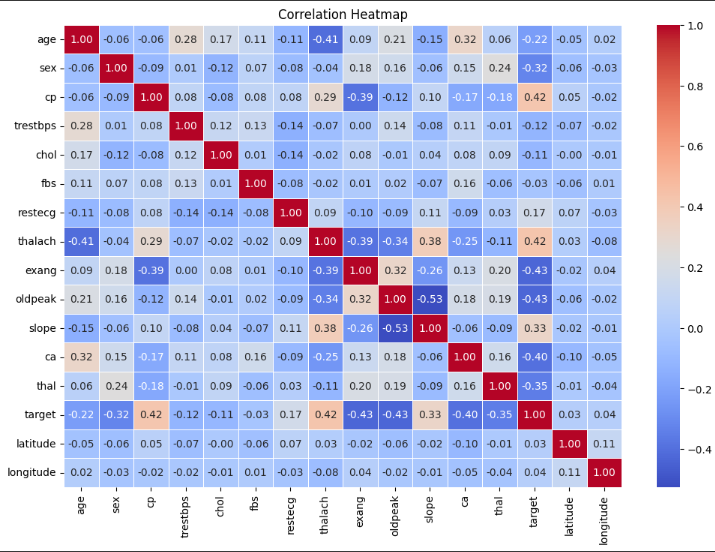 Correlation Heatmap
age 1.00 -0.06 -0.06 0.28 0.17 0.11 -0.11 -0.41 0.09 0.21 -0.15 0.32 0.06 -0.22 -0.05 0.02
sex -0.06 1.00 -0.09 0.01 -0.12 0.07 -0.08 -0.04 0.18 0.16 -0.06 0.15 0.24 -0.32 -0.06 -0.03
cp -0.06 -0.09 1.00 0.08 -0.08 0.08 0.08 0.29 -0.39 -0.12 0.10 -0.17 -0.18 0.42 0.05 -0.02
trestbps 0.28 0.01 0.08 1.00 0.12 0.13 -0.14 -0.07 0.00 0.14 -0.08 0.11 -0.01 -0.12 -0.07 -0.02
chol 0.17 -0.12 -0.08 0.12 1.00 0.01 -0.14 -0.02 0.08 -0.01 0.04 0.08 0.09 -0.11 -0.00 -0.01
fbs 0.11 0.07 0.08 0.13 0.01 1.00 -0.08 -0.02 0.01 0.02 -0.07 0.16 -0.06 -0.03 -0.06 0.01
restecg -0.11 -0.08 0.08 -0.14 -0.14 -0.08 1.00 0.09 -0.10 -0.09 0.11 -0.09 0.03 0.17 0.07 -0.03
thalach -0.41 -0.04 0.29 -0.07 -0.02 -0.02 0.09 1.00 -0.39 -0.34 0.38 -0.25 -0.11 0.42 0.03 -0.08
exang 0.09 0.18 -0.39 0.00 0.08 0.01 -0.10 -0.39 1.00 0.32 -0.26 0.13 0.20 -0.43 -0.02 0.04
oldpeak 0.21 0.16 -0.12 0.14 -0.01 0.02 -0.09 -0.34 0.32 1.00 -0.53 0.18 0.19 -0.43 -0.06 -0.02
slope -0.15 -0.06 0.10 -0.08 0.04 -0.07 0.11 0.38 -0.26 -0.53 1.00 -0.06 -0.09 0.33 -0.02 -0.01
ca 0.32 0.15 -0.17 0.11 0.08 0.16 -0.09 -0.25 0.13 0.18 -0.06 1.00 0.16 -0.40 -0.10 -0.05
thal 0.06 0.24 -0.18 -0.01 0.09 -0.06 0.03 -0.11 0.20 0.19 -0.09 0.16 1.00 -0.35 -0.01 -0.04
target -0.22 -0.32 0.42 -0.12 -0.11 -0.03 0.17 0.42 -0.43 -0.43 0.33 -0.40 -0.35 1.00 0.03 0.04
latitude -0.05 -0.06 0.05 -0.07 -0.00 -0.06 0.07 0.03 -0.02 -0.06 -0.02 -0.10 -0.01 0.03 1.00 0.11
longitude 0.02 -0.03 -0.02 -0.02 -0.01 0.01 -0.03 -0.08 0.04 -0.02 -0.01 -0.05 -0.04 0.04 0.11 1.00
age sex cp trestbps chol fbs restecg thalach exang oldpeak slope ca thal target latitude longitude
1.0
0.8
0.6
0.4
0.2
0.0
-0.2
-0.4